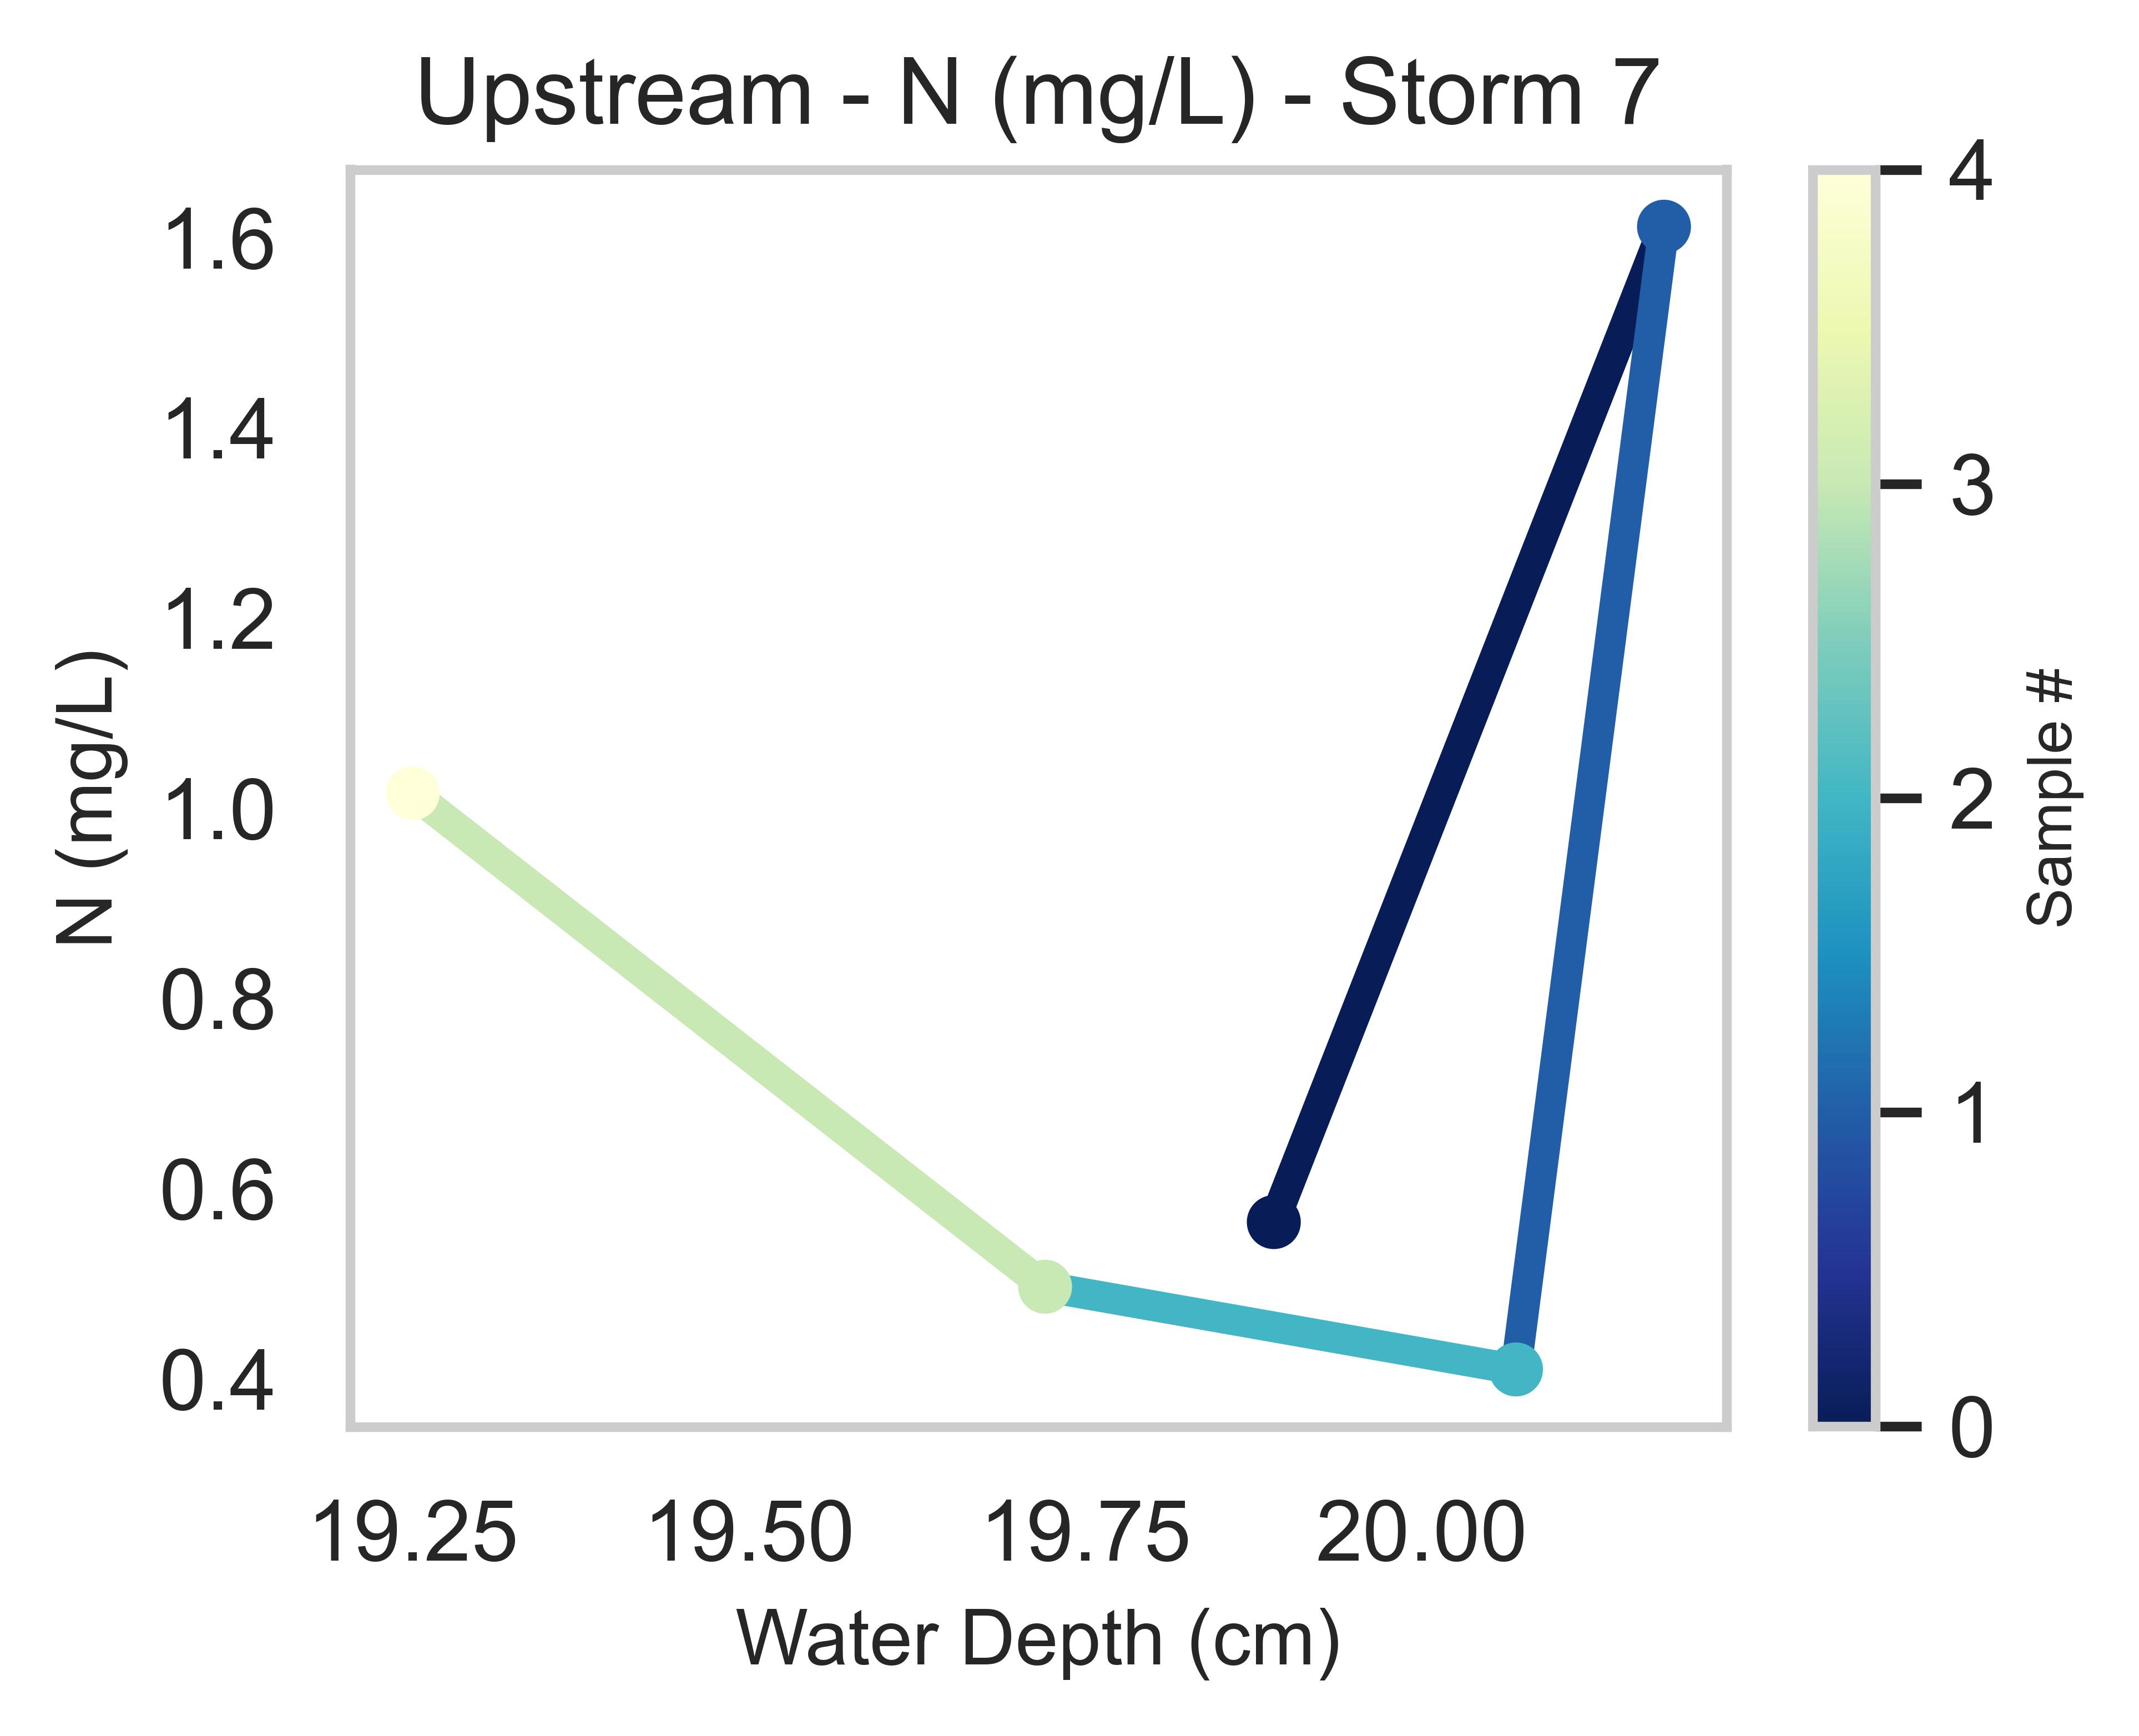 Upstream - N (mg/L) - Storm 7
1.6
1.4
1.2
1.0
0.8
0.6
0.4
N (mg/L)
19.25 19.50 19.75 20.00
Water Depth (cm)
4
3
2
1
0
Sample #